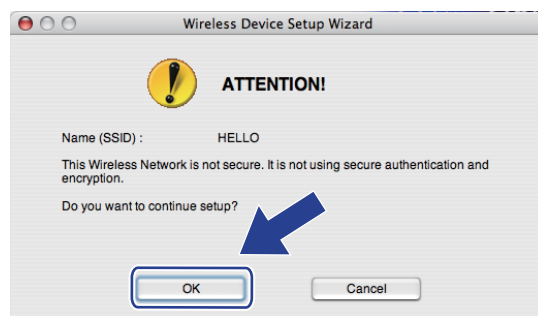 Wireless Device Setup Wizard
ATTENTION!
Name (SSID) : HELLO
This Wireless Network is not secure. It is not using secure authentication and
encryption.
Do you want to continue setup?
OK Cancel